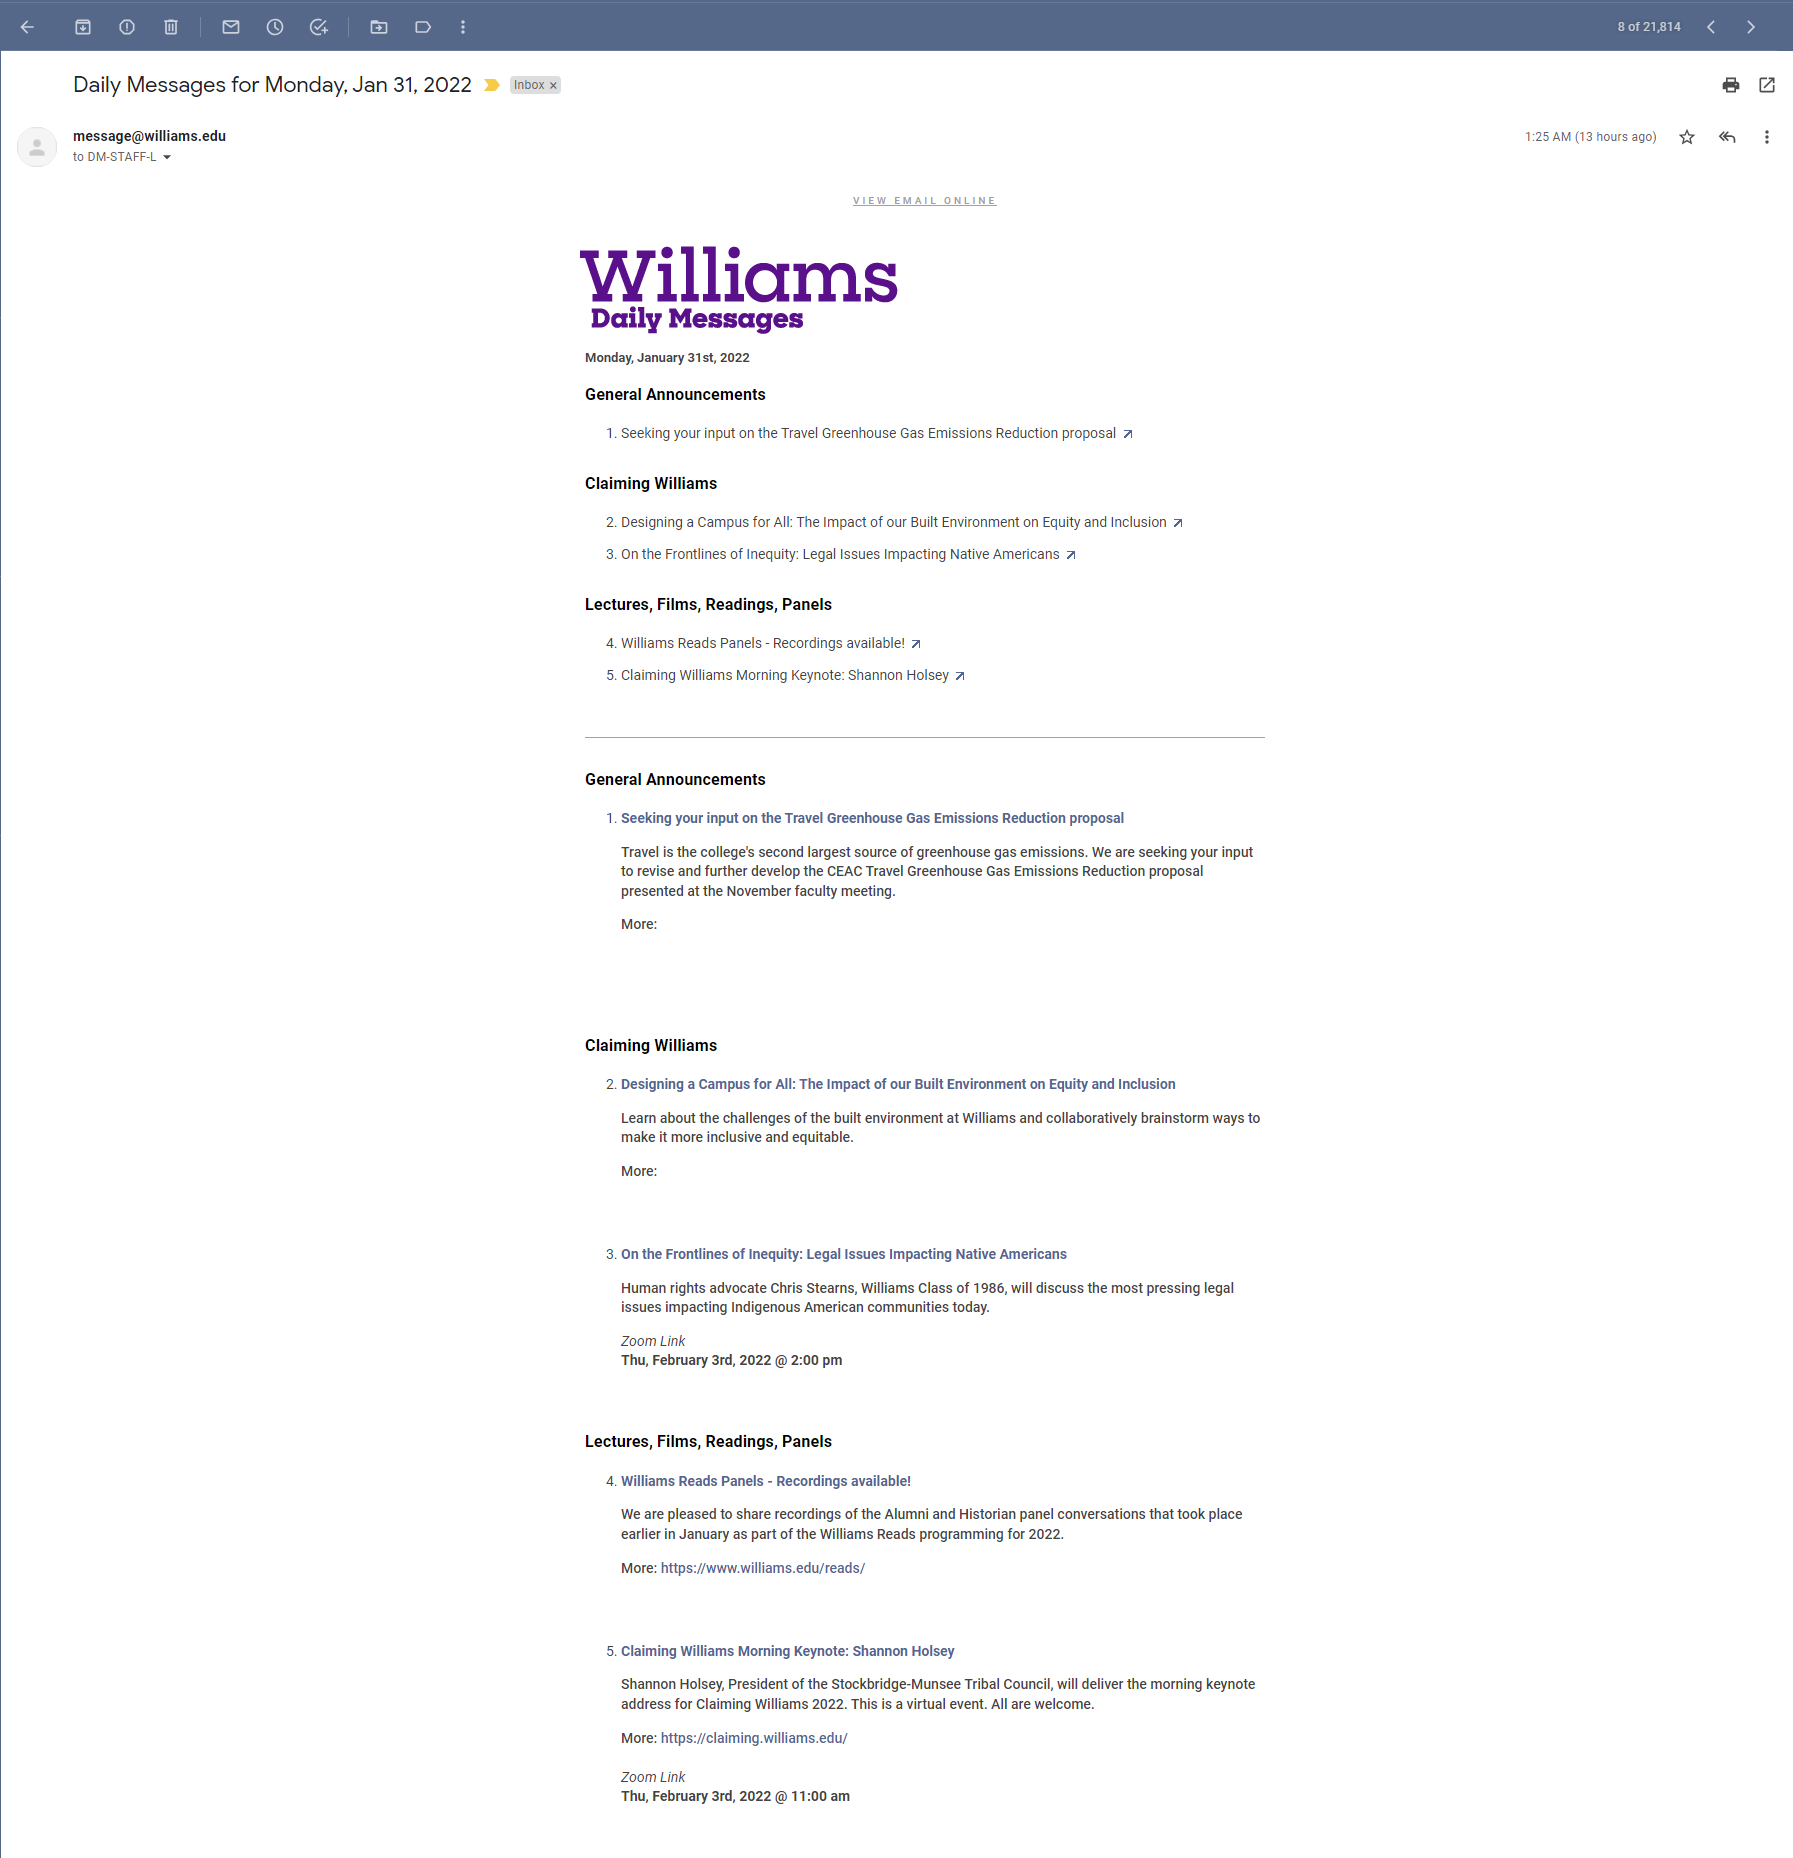 8 of 21,814
Daily Messages for Monday, Jan 31, 2022 Inbox ×
message@williams.edu
1:25 AM (13 hours ago)
to DM-STAFF-L
VIEW EMAIL ONLINE
Williams
Daily Messages
Monday, January 31st, 2022
General Announcements
1. Seeking your input on the Travel Greenhouse Gas Emissions Reduction proposal
Claiming Williams
2. Designing a Campus for All: The Impact of our Built Environment on Equity and Inclusion
3. On the Frontlines of Inequity: Legal Issues Impacting Native Americans
Lectures, Films, Readings, Panels
4. Williams Reads Panels - Recordings available!
5. Claiming Williams Morning Keynote: Shannon Holsey
General Announcements
1. Seeking your input on the Travel Greenhouse Gas Emissions Reduction proposal
Travel is the college's second largest source of greenhouse gas emissions. We are seeking your input
to revise and further develop the CEAC Travel Greenhouse Gas Emissions Reduction proposal
presented at the November faculty meeting.
More:
Claiming Williams
2. Designing a Campus for All: The Impact of our Built Environment on Equity and Inclusion
Learn about the challenges of the built environment at Williams and collaboratively brainstorm ways to
make it more inclusive and equitable.
More:
3. On the Frontlines of Inequity: Legal Issues Impacting Native Americans
Human rights advocate Chris Stearns, Williams Class of 1986, will discuss the most pressing legal
issues impacting Indigenous American communities today.
Zoom Link
Thu, February 3rd, 2022 @ 2:00 pm
Lectures, Films, Readings, Panels
4. Williams Reads Panels - Recordings available!
We are pleased to share recordings of the Alumni and Historian panel conversations that took place
earlier in January as part of the Williams Reads programming for 2022.
More: https://www.williams.edu/reads/
5. Claiming Williams Morning Keynote: Shannon Holsey
Shannon Holsey, President of the Stockbridge-Munsee Tribal Council, will deliver the morning keynote
address for Claiming Williams 2022. This is a virtual event. All are welcome.
More: https://claiming.williams.edu/
Zoom Link
Thu, February 3rd, 2022 @ 11:00 am